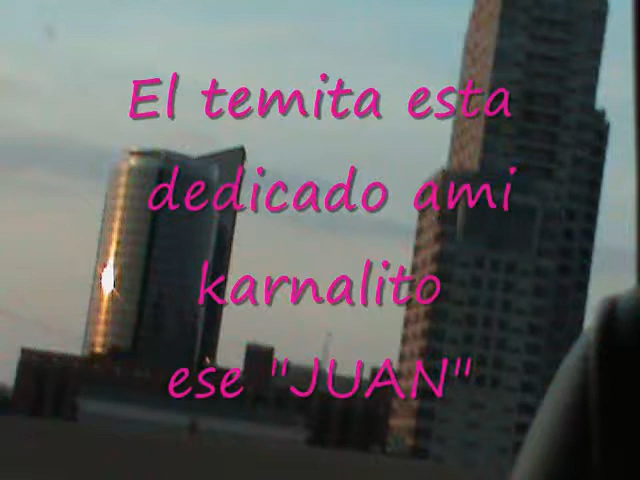 El temita esta
dedicado ami
karnalito
ese "JUAN"